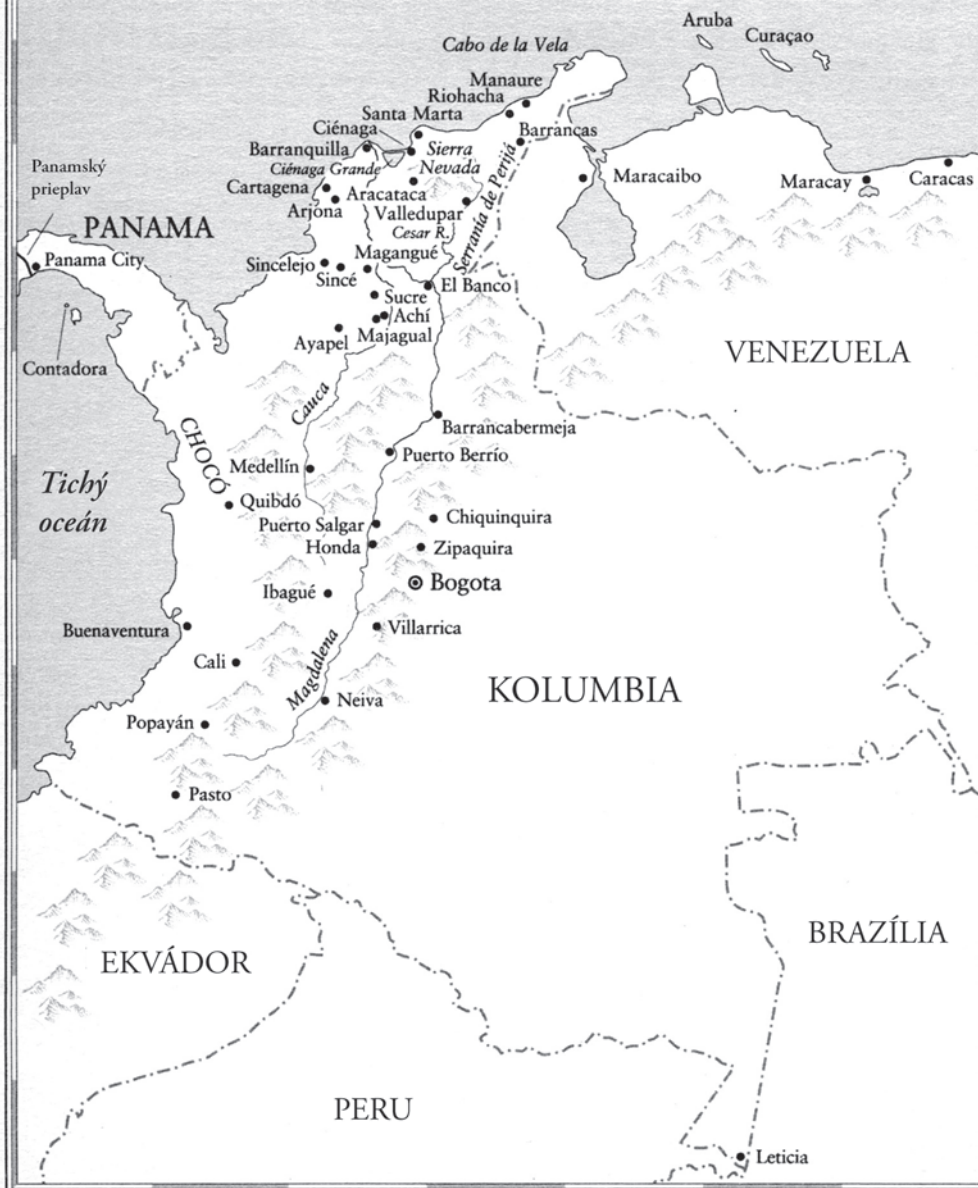 Aruba
Curaçao
Cabo de la Vela
Manaure
Riohacha
Santa Marta
Ciénaga
Barranquilla
Barrancas
Sierra
Nevada
Ciénaga Grande
Panamský
prieplav
Cartagena
Aracataca
Maracaibo
Maracay
Caracas
Arjona
Valledupar
Cesar R.
Serranía de Perijá
PANAMA
Panama City
Magangué
Sincelejo
Sincé
El Banco
Sucre
Achí
Majagual
Ayapel
VENEZUELA
Contadora
Cauca
Barrancabermeja
CHOCÓ
Puerto Berrío
Medellín
Tichý
oceán
Quibdó
Chiquinquira
Puerto Salgar
Honda
Zipaquira
Bogota
Ibagué
Buenaventura
Villarrica
Cali
Magdalena
KOLUMBIA
Neiva
Popayán
Pasto
BRAZÍLIA
EKVÁDOR
PERU
Leticia